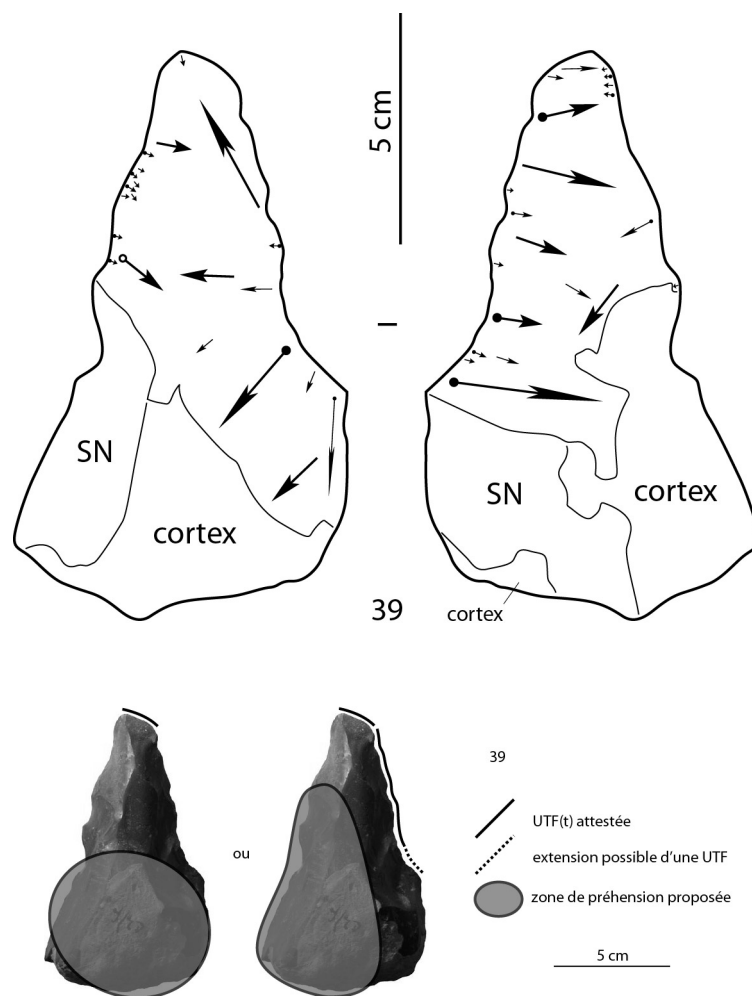 5 cm
SN
cortex
SN
cortex
39
cortex
ou
39
UTF(t) attestée
extension possible d'une UTF
zone de préhension proposée
5 cm